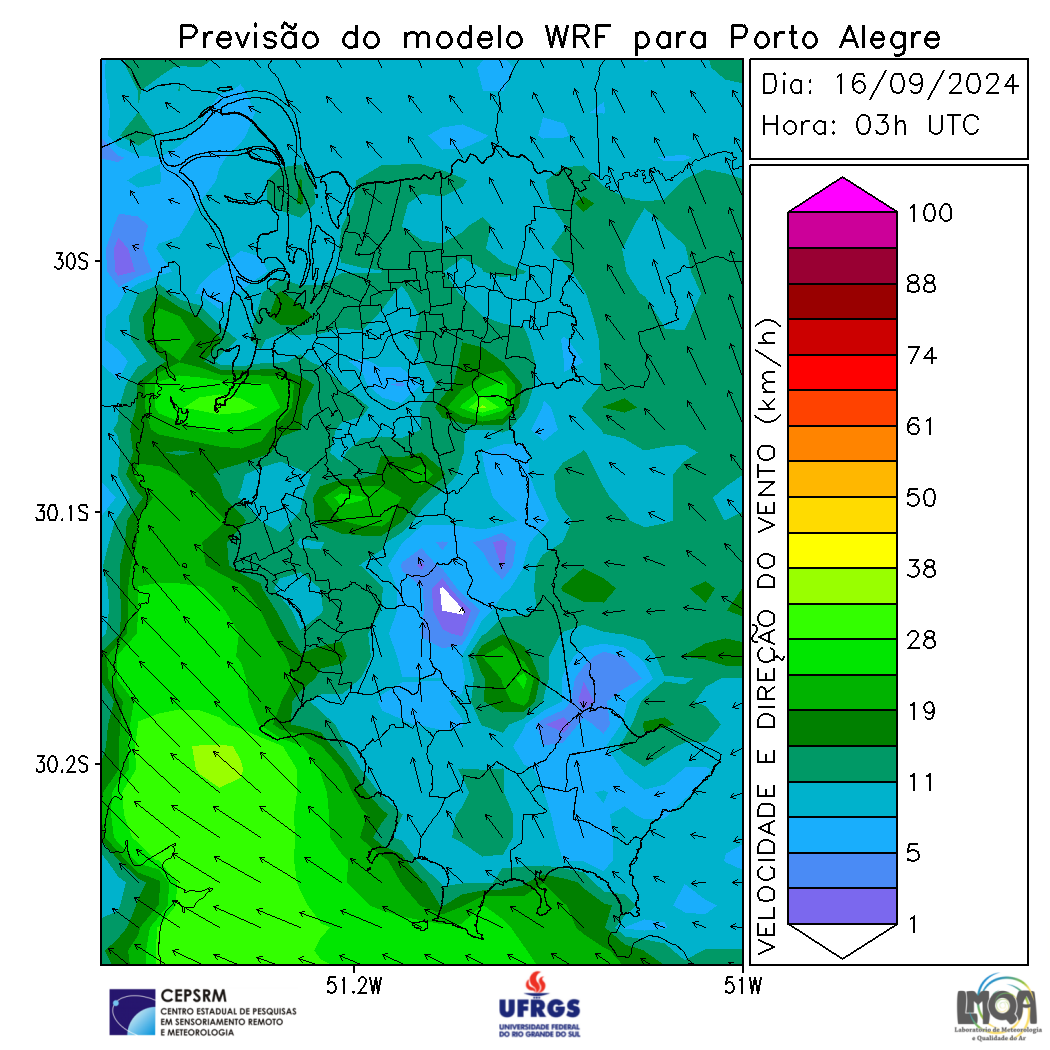 Previsão do modelo WRF para Porto Alegre
Dia: 16/09/2024
Hora: 03h UTC
30S
30.1S
30.2S
51.2W
51W
VELOCIDADE E DIREÇÃO DO VENTO (km/h)
100
88
74
61
50
38
28
19
11
5
1
CEPSRM
CENTRO ESTADUAL DE PESQUISAS
EM SENSORIAMENTO REMOTO
E METEOROLOGIA
UFRGS
UNIVERSIDADE FEDERAL
DO RIO GRANDE DO SUL
LMQA
Laboratório de Meteorologia
e Qualidade do Ar